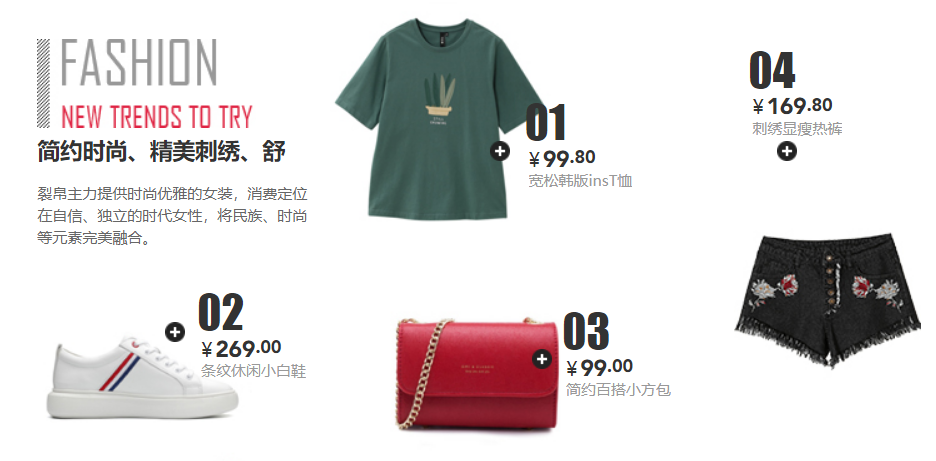 FASHION
NEW TRENDS TO TRY
简约时尚、精美刺绣、舒
裂帛主力提供时尚优雅的女装，消费定位
在自信、独立的时代女性，将民族、时尚
等元素完美融合。
01
¥99.80
宽松韩版insT恤
02
¥269.00
条纹休闲小白鞋
03
¥99.00
简约百搭小方包
04
¥169.80
刺绣显瘦热裤